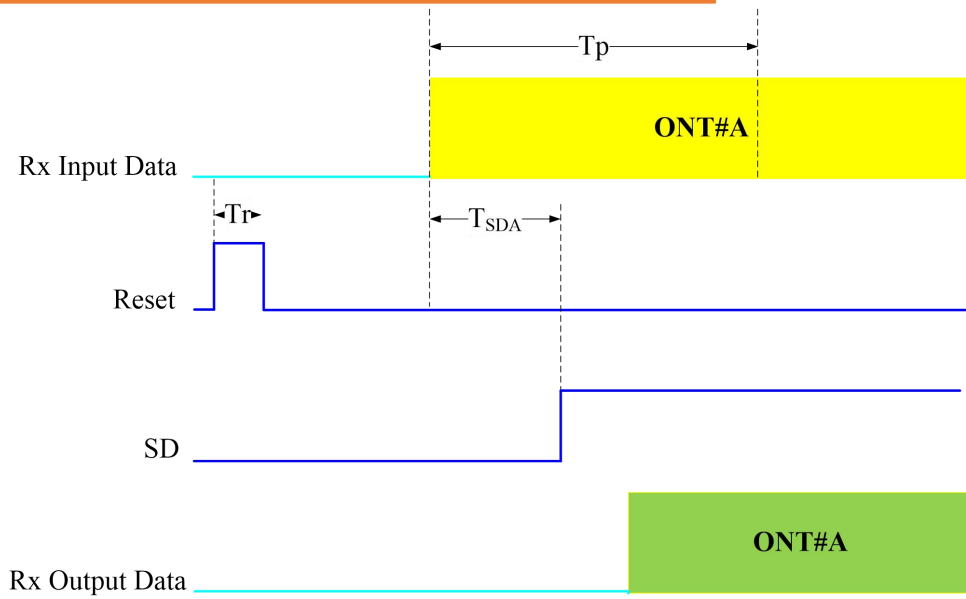 Tp
ONT#A
Rx Input Data
Tr
TSDA
Reset
SD
ONT#A
Rx Output Data